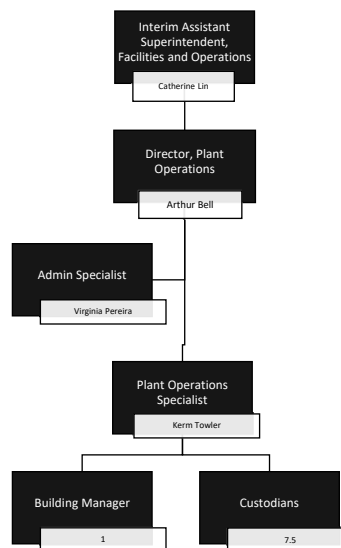 Interim Assistant
Superintendent,
Facilities and Operations
Catherine Lin
Director, Plant
Operations
Arthur Bell
Admin Specialist
Virginia Pereira
Plant Operations
Specialist
Kerm Towler
Building Manager
1
Custodians
7.5